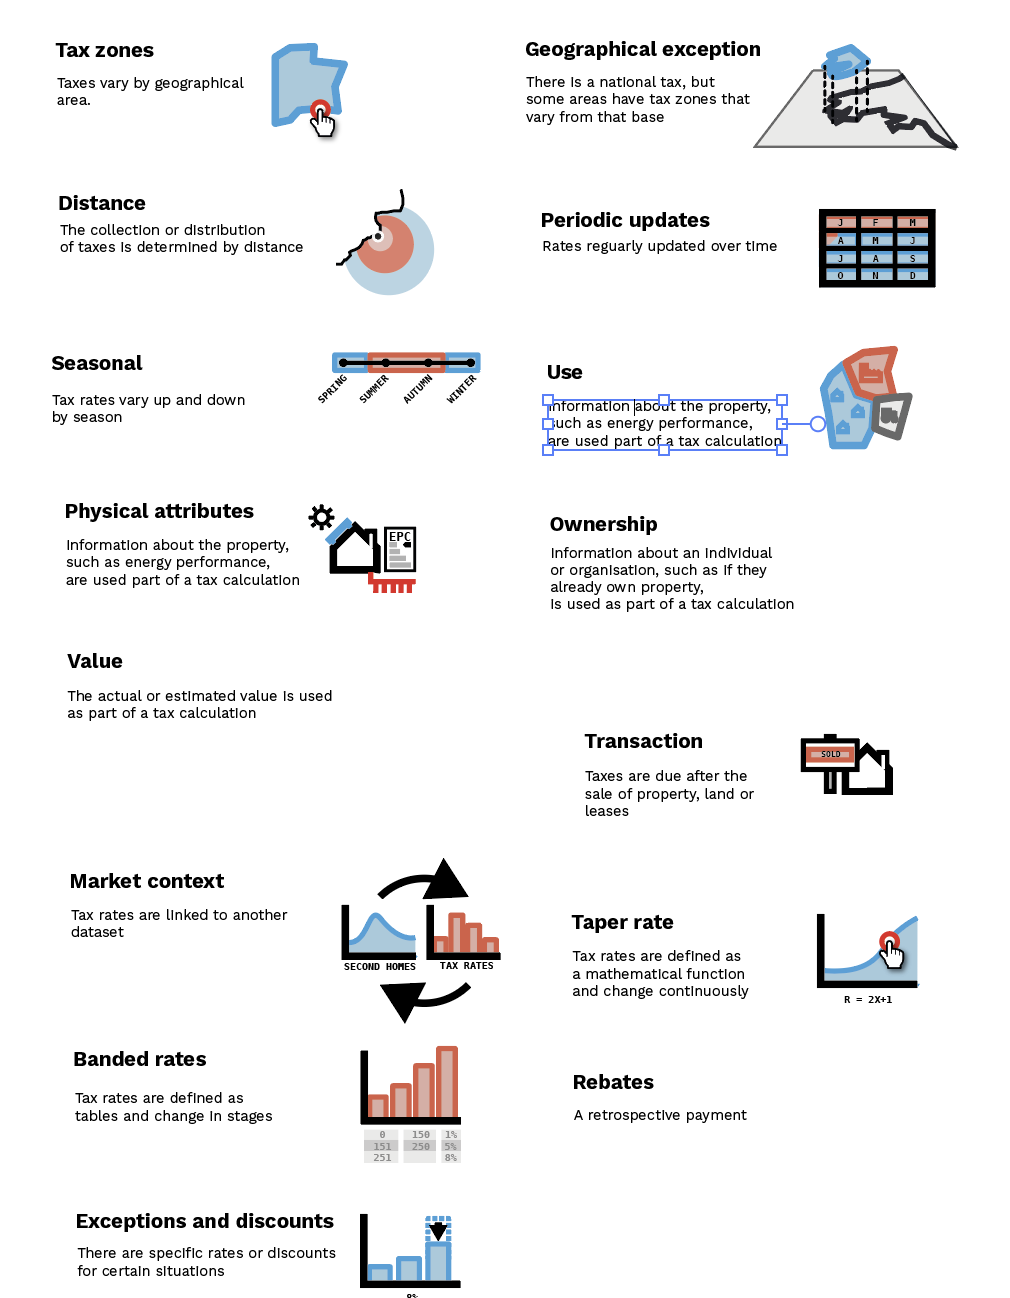 Tax zones
Taxes vary by geographical
area.
Geographical exception
There is a national tax, but
some areas have tax zones that
vary from that base
Distance
The collection or distribution
of taxes is determined by distance
Periodic updates
Rates reguarly updated over time
J F M
A M J
J A S
O N D
Seasonal
Tax rates vary up and down
by season
SPRING
SUMMER
AUTUMN
WINTER
Use
Information about the property,
such as energy performance,
are used part of a tax calculation
Physical attributes
Information about the property,
such as energy performance,
are used part of a tax calculation
EPC
Ownership
Information about an individual
or organisation, such as if they
already own property,
is used as part of a tax calculation
Value
The actual or estimated value is used
as part of a tax calculation
Transaction
Taxes are due after the
sale of property, land or
leases
SOLD
Market context
Tax rates are linked to another
dataset
SECOND HOMES
TAX RATES
Taper rate
Tax rates are defined as
a mathematical function
and change continuously
R = 2X+1
Banded rates
Tax rates are defined as
tables and change in stages
0 150 1%
151 250 5%
251 8%
Rebates
A retrospective payment
Exceptions and discounts
There are specific rates or discounts
for certain situations